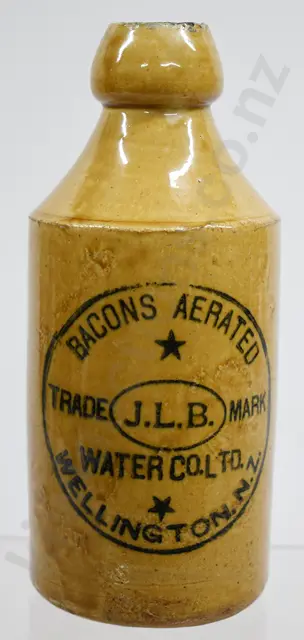 BACONS AERATED
TRADE J.L.B. MARK
WATER CO. LTD.
WELLINGTON. N.Z.